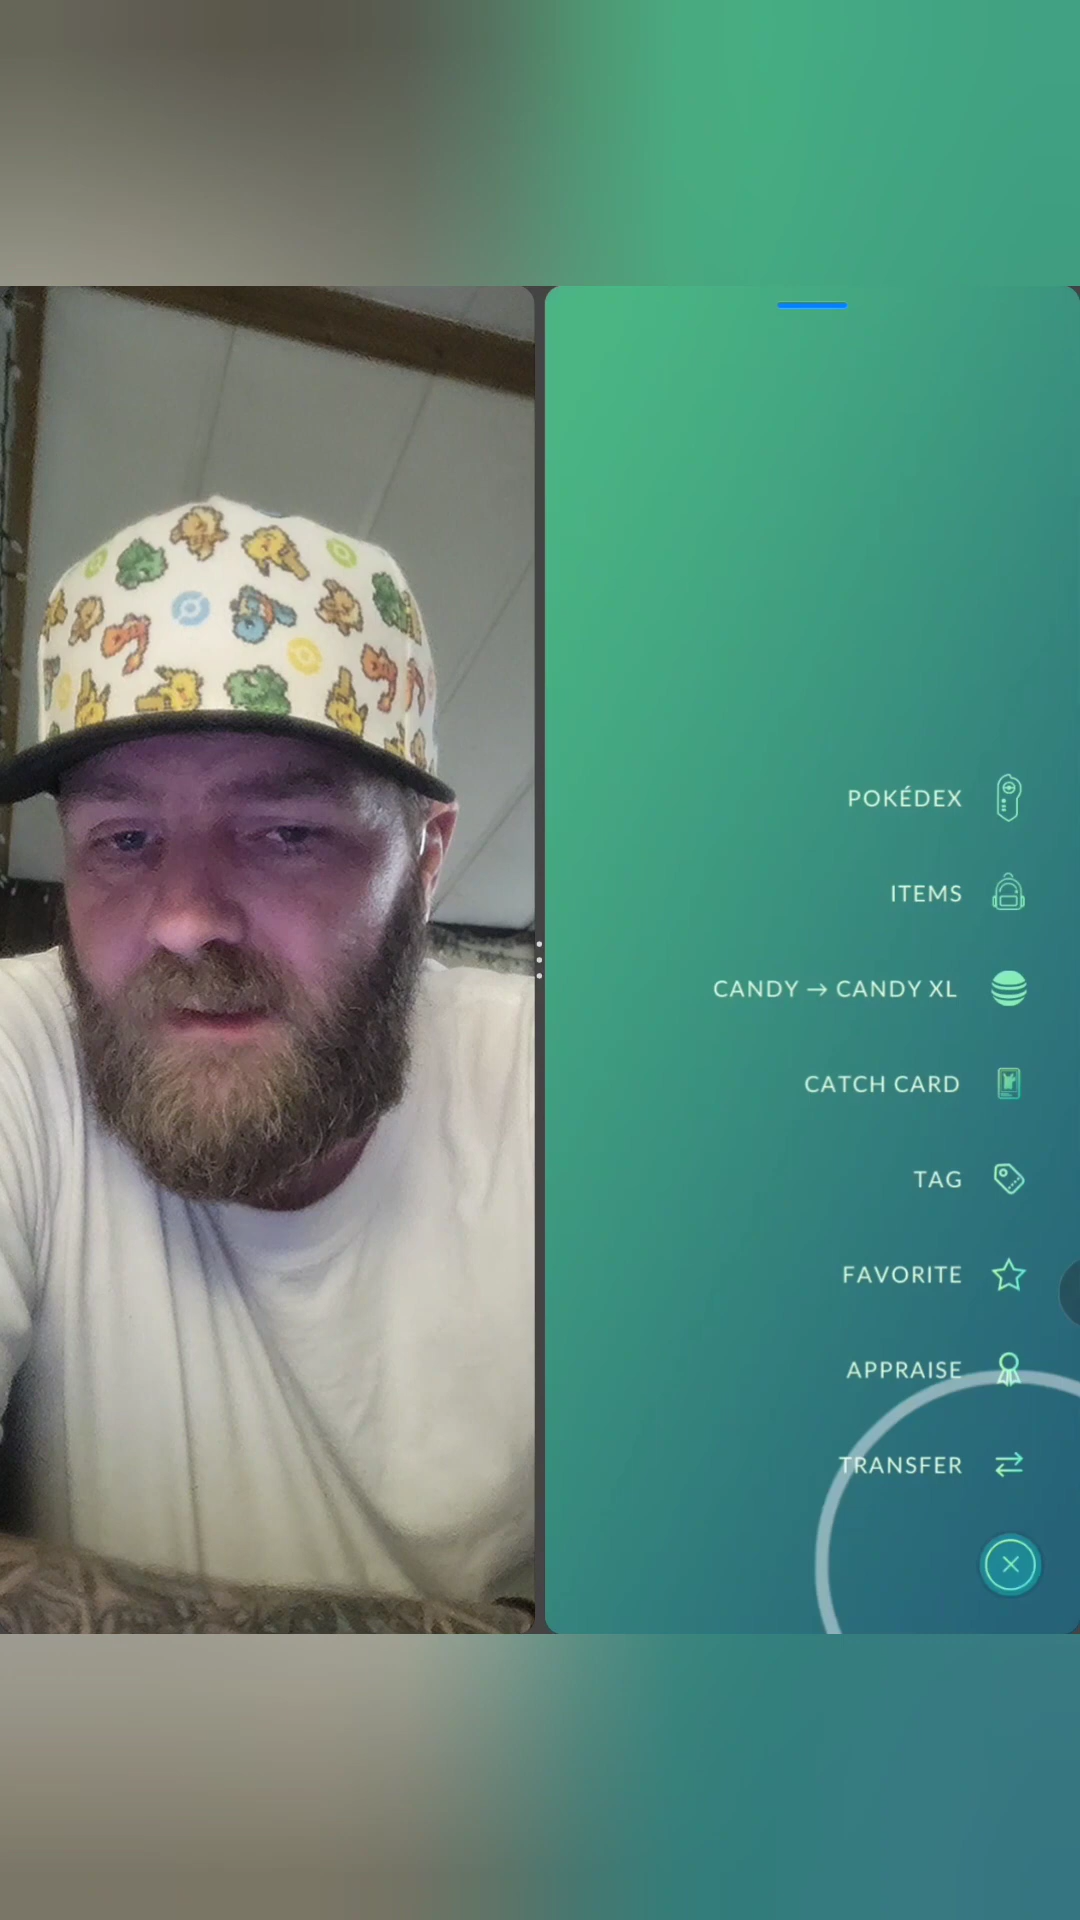 POKÉDEX
ITEMS
CANDY → CANDY XL
CATCH CARD
TAG
FAVORITE
APPRAISE
TRANSFER